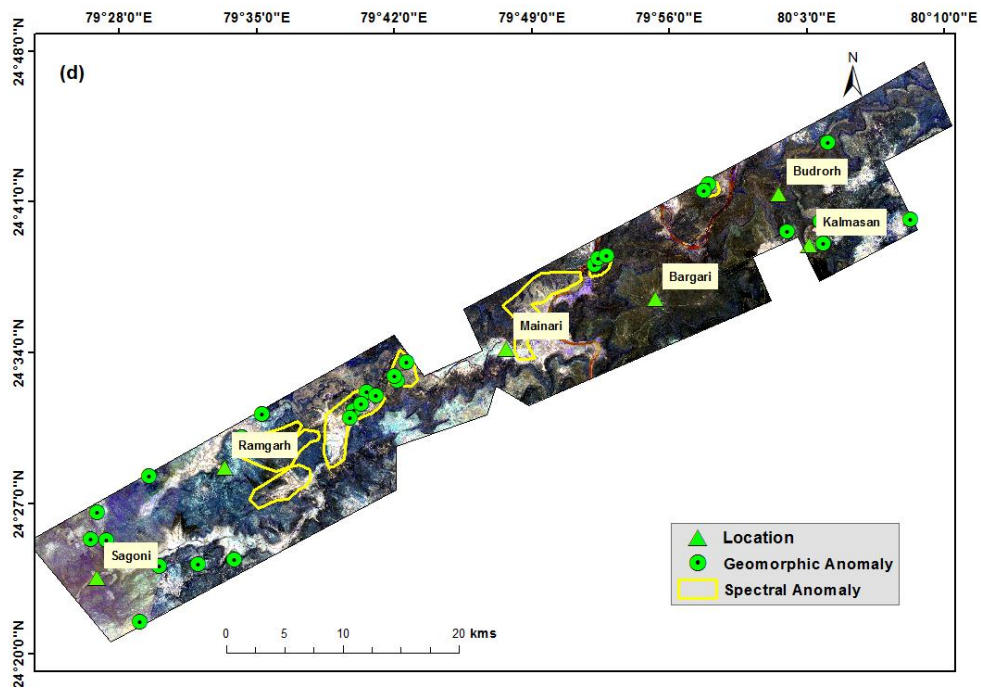 79°28'0"E 79°35'0"E 79°42'0"E 79°49'0"E 79°56'0"E 80°3'0"E 80°10'0"E
24°48'0"N
(d)
N
Budrorh
24°41'0"N
Kalmasan
Bargari
Mainari
24°34'0"N
Ramgarh
24°27'0"N
Sagoni
Location
Geomorphic Anomaly
Spectral Anomaly
0 5 10 20 kms
24°20'0"N